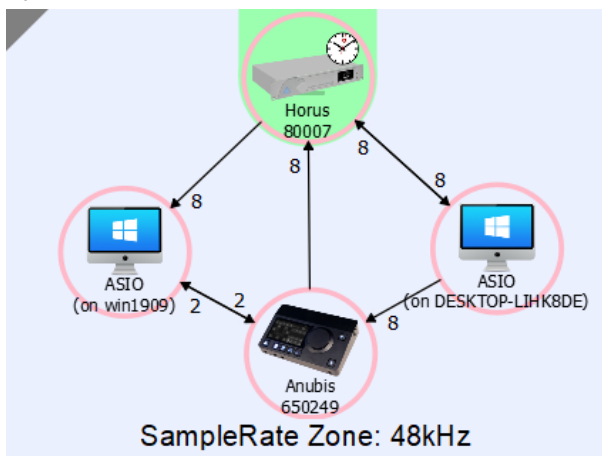 Horus
80007
8
8
8
8
ASIO
(on win1909)
2
2
ASIO
(on DESKTOP-LIHK8DE)
8
Anubis
650249
SampleRate Zone: 48kHz